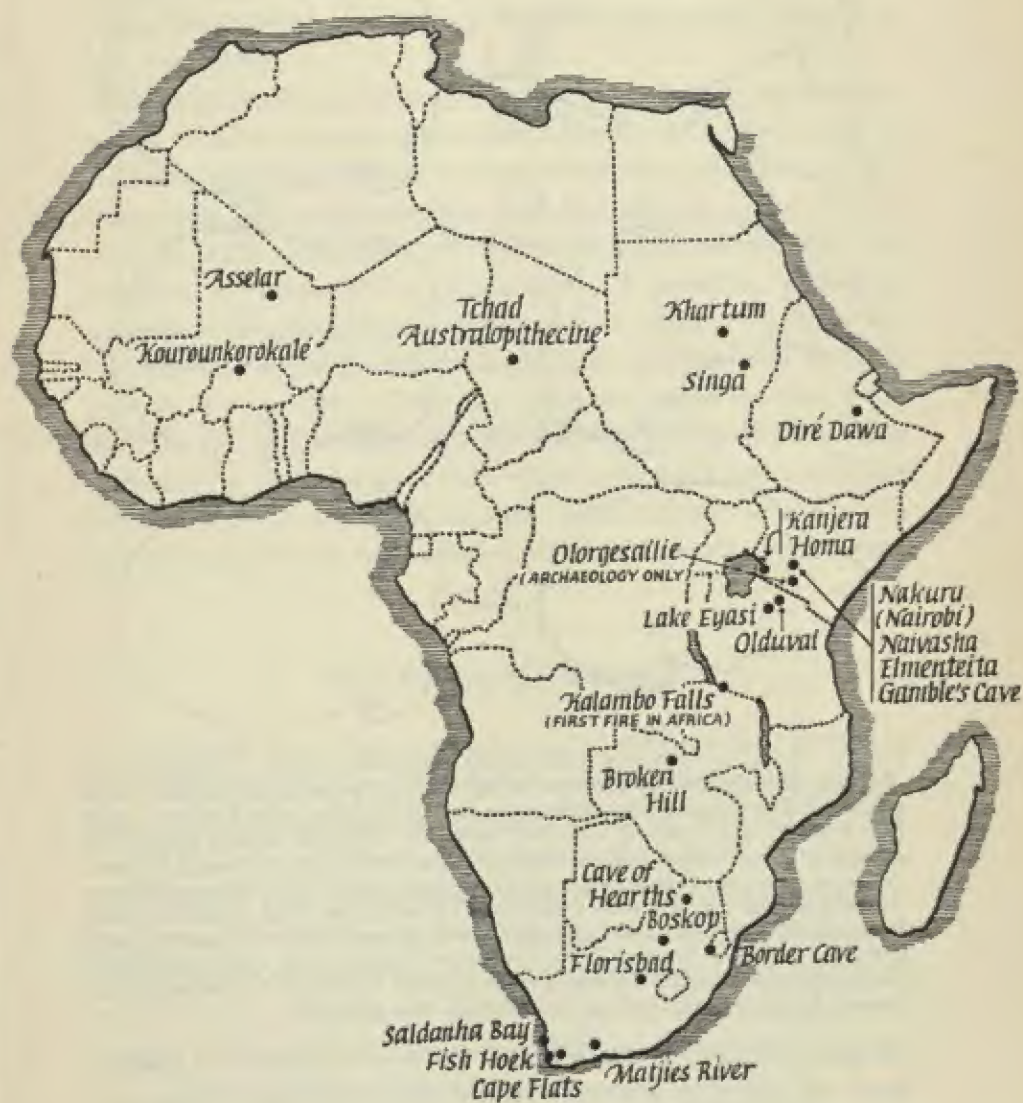 Asselar
Kourounkorokalé
Tchad
Australopithecine
Khartum
Singa
Diré Dawa
Kanjera
Homa
Olorgesailie
(ARCHAEOLOGY ONLY)
Lake Eyasi
Olduvai
Nakuru
(Nairobi)
Naivasha
Elmenteita
Gamble's Cave
Kalambo Falls
(FIRST FIRE IN AFRICA)
Broken
Hill
Cave of
Hearths
Boskop
Florisbad
Border Cave
Saldanha Bay
Fish Hoek
Cape Flats
Matjies River